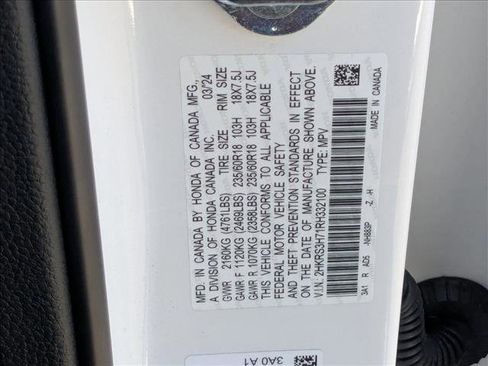 MADE IN CANADA
MFD. IN CANADA BY HONDA OF CANADA MFG.,
A DIVISION OF HONDA CANADA INC. 03/24
GVWR 2160KG (4761LBS) TIRE SIZE RIM SIZE
GAWR F 1120KG (2469LBS) 235/60R18 103H 18X7.5J
GAWR R 1070KG (2358LBS) 235/60R18 103H 18X7.5J
THIS VEHICLE CONFORMS TO ALL APPLICABLE
FEDERAL MOTOR VEHICLE SAFETY
AND THEFT PREVENTION STANDARDS IN EFFECT
ON THE DATE OF MANUFACTURE SHOWN ABOVE.
V.I.N: 2HKRS3H71RH332100 TYPE: MPV
3A1 R AD5 -NH883P -Z -H
3A0 A1